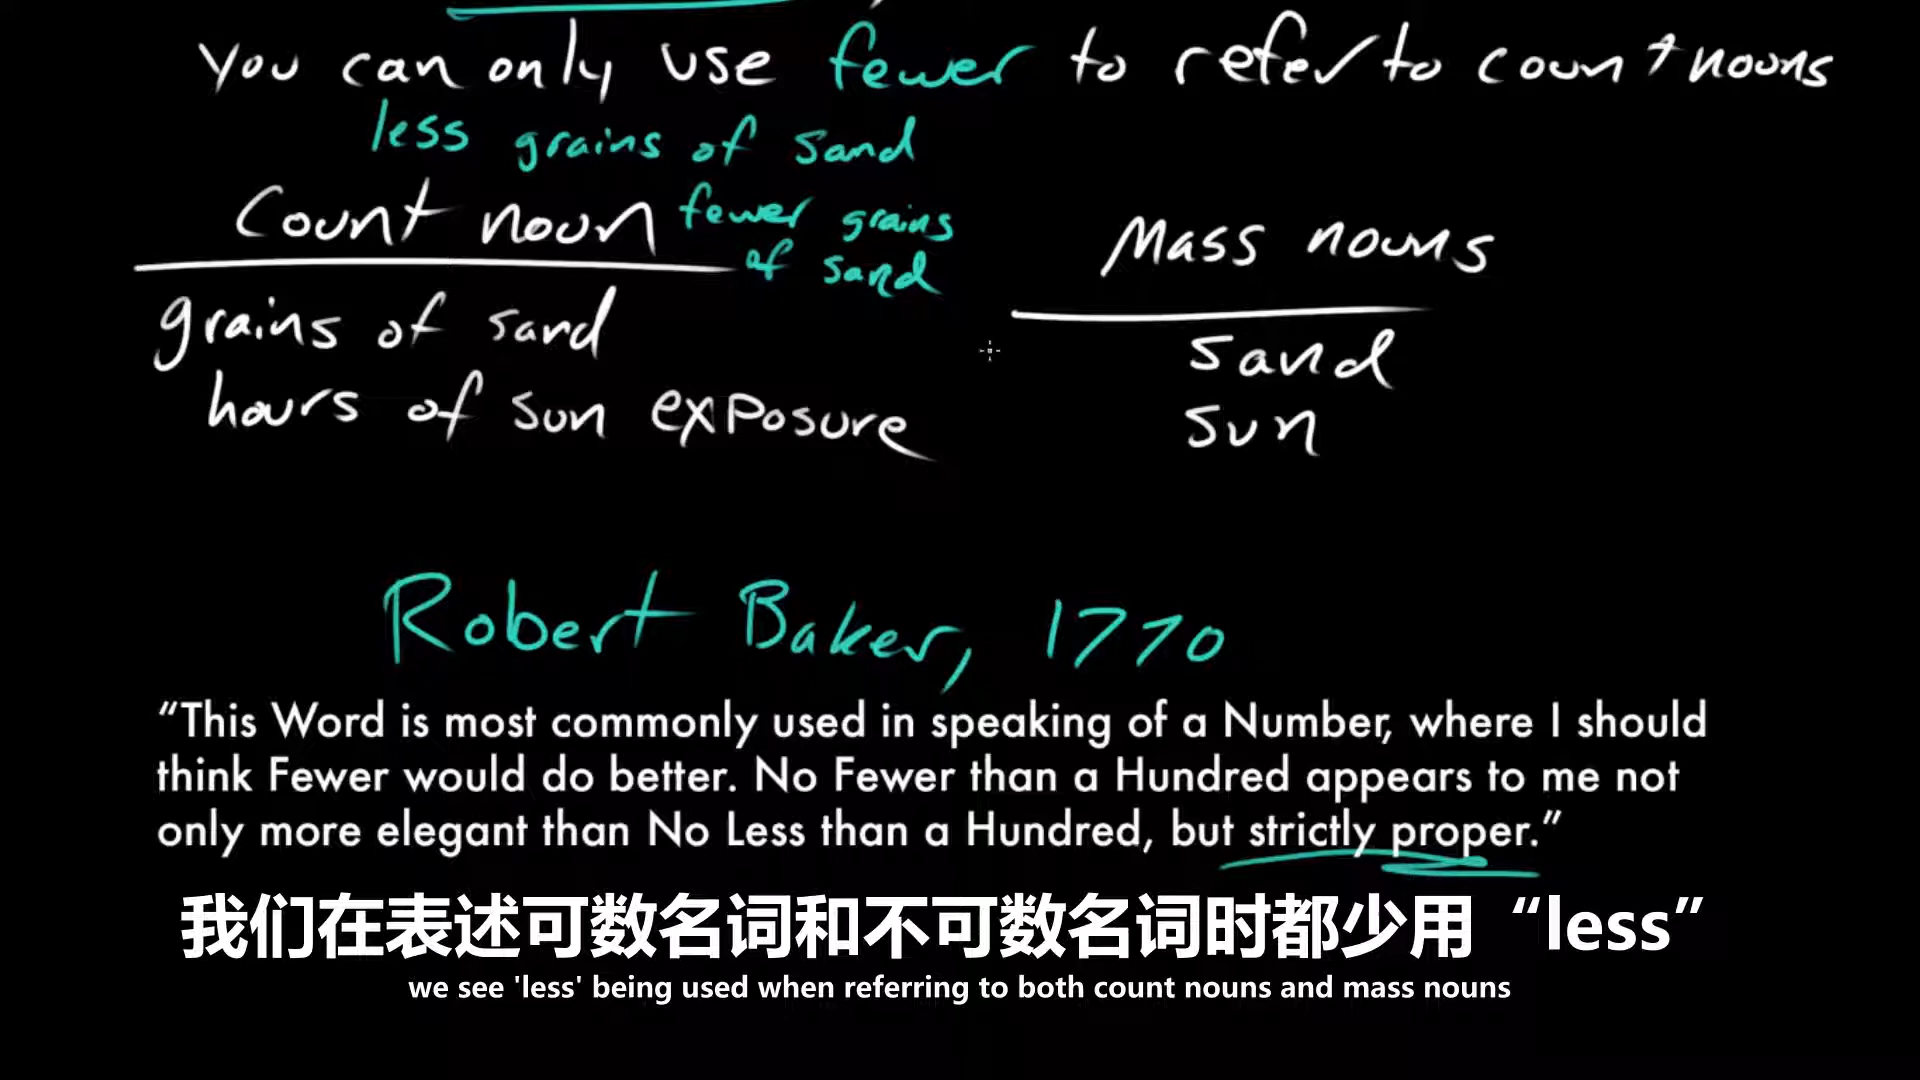 You can only use fewer to refer to count nouns
less grains of sand
Count noun
fewer grains
of sand
grains of sand
hours of sun exposure
Mass nouns
sand
sun
Robert Baker, 1770
“This Word is most commonly used in speaking of a Number, where I should
think Fewer would do better. No Fewer than a Hundred appears to me not
only more elegant than No Less than a Hundred, but strictly proper.”
我们在表述可数名词和不可数名词时都少用“less”
we see 'less' being used when referring to both count nouns and mass nouns